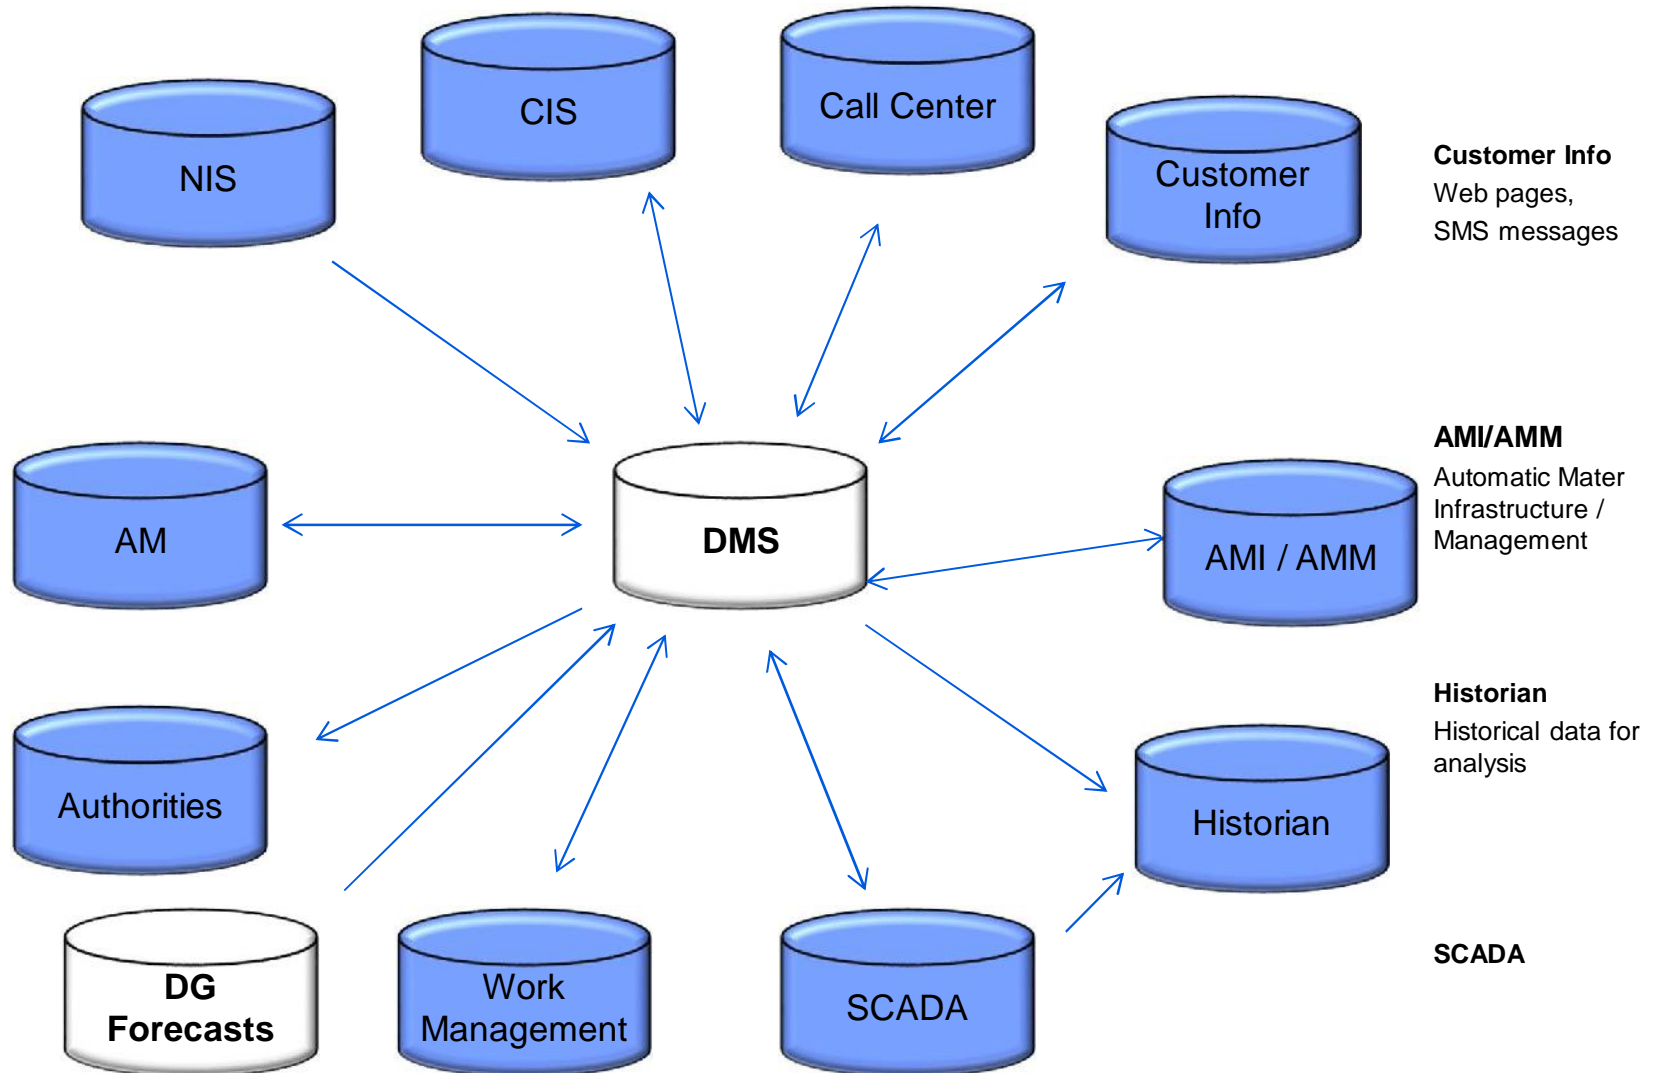 NIS
CIS
Call Center
Customer
Info
Customer Info
Web pages,
SMS messages
AM
DMS
AMI / AMM
AMI/AMM
Automatic Mater
Infrastructure /
Management
Authorities
Historian
Historian
Historical data for
analysis
DG
Forecasts
Work
Management
SCADA
SCADA